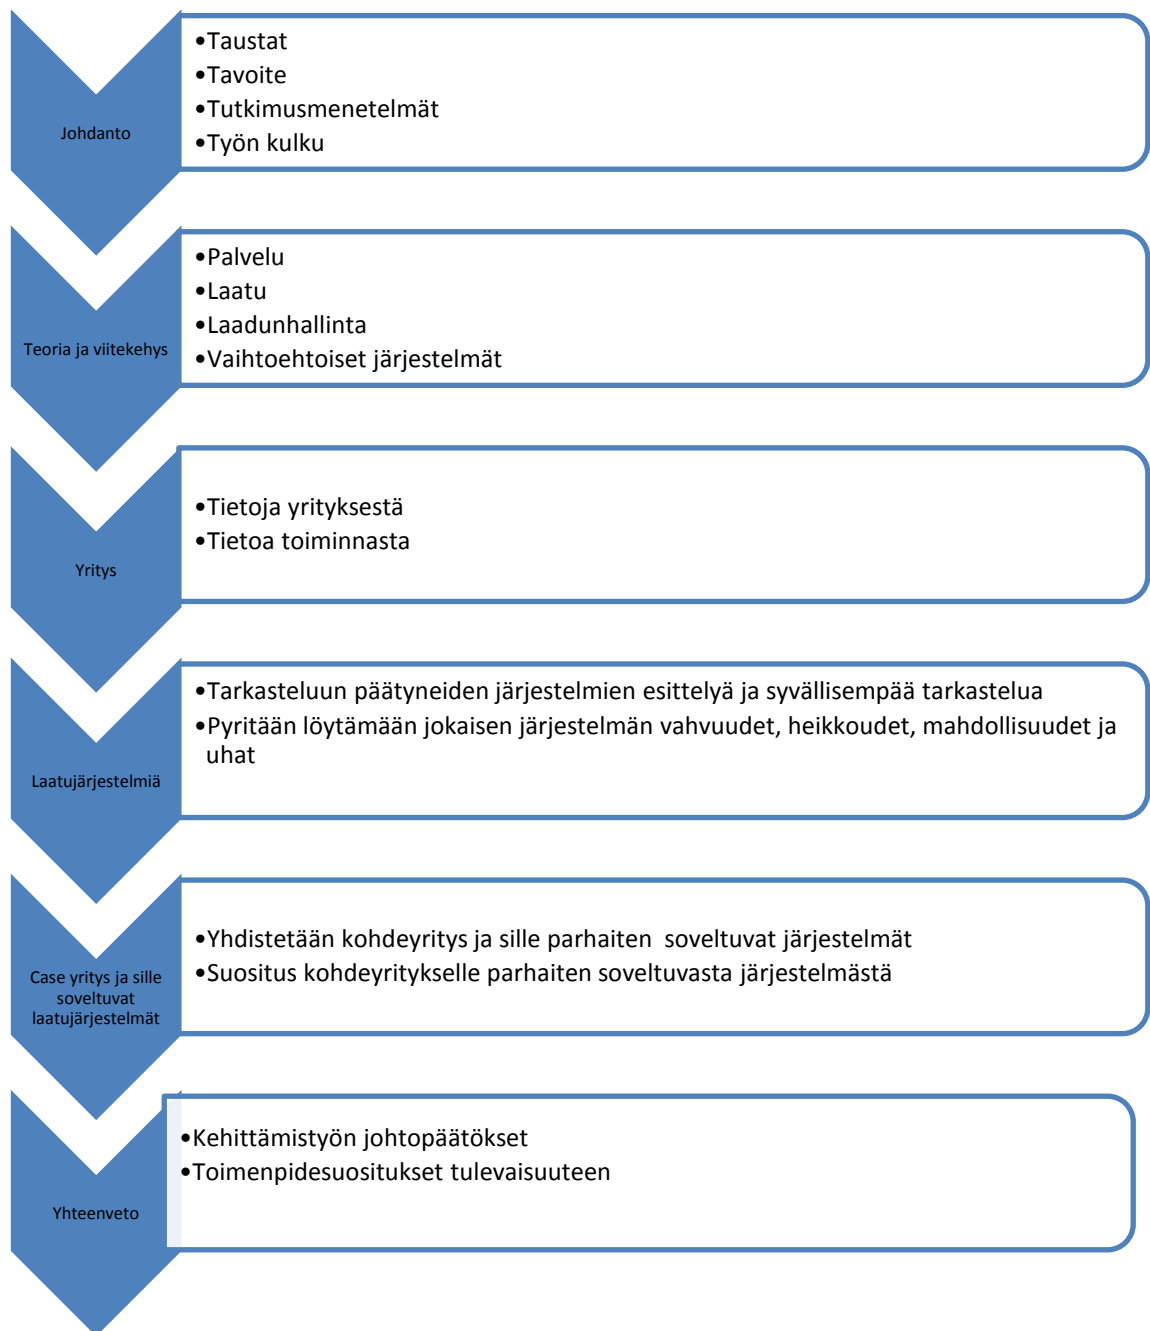 Johdanto
•Taustat
•Tavoite
•Tutkimusmenetelmät
•Työn kulku
Teoria ja viitekehys
•Palvelu
•Laatu
•Laadunhallinta
•Vaihtoehtoiset järjestelmät
Yritys
•Tietoja yrityksestä
•Tietoa toiminnasta
Laatujärjestelmiä
•Tarkasteluun päätyneiden järjestelmien esittelyä ja syvällisempää tarkastelua
•Pyritään löytämään jokaisen järjestelmän vahvuudet, heikkoudet, mahdollisuudet ja
uhat
Case yritys ja sille
soveltuvat
laatujärjestelmät
•Yhdistetään kohdeyritys ja sille parhaiten soveltuvat järjestelmät
•Suositus kohdeyritykselle parhaiten soveltuvasta järjestelmästä
Yhteenveto
•Kehittämistyön johtopäätökset
•Toimenpidesuositukset tulevaisuuteen